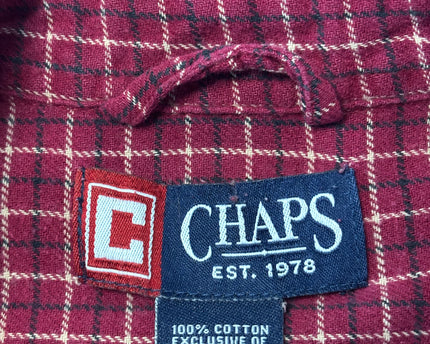 C
CHAPS
EST. 1978
100% COTTON
EXCLUSIVE OF